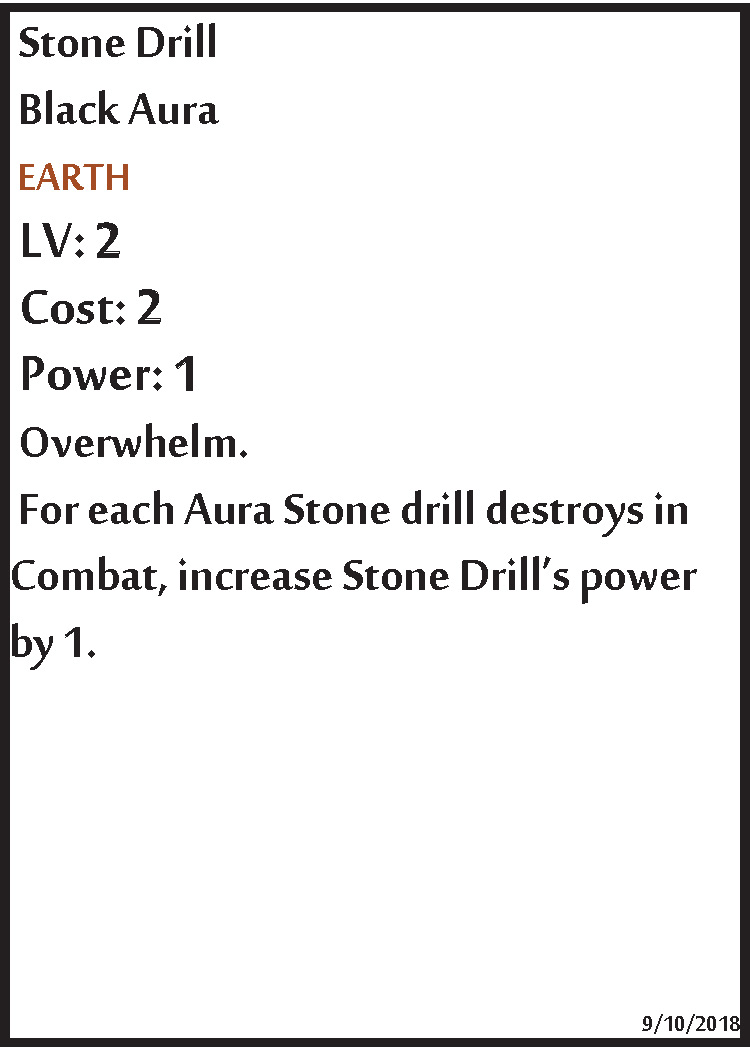 Stone Drill
Black Aura
EARTH
LV: 2
Cost: 2
Power: 1
Overwhelm.
For each Aura Stone drill destroys in
Combat, increase Stone Drill's power
by 1.
9/10/2018